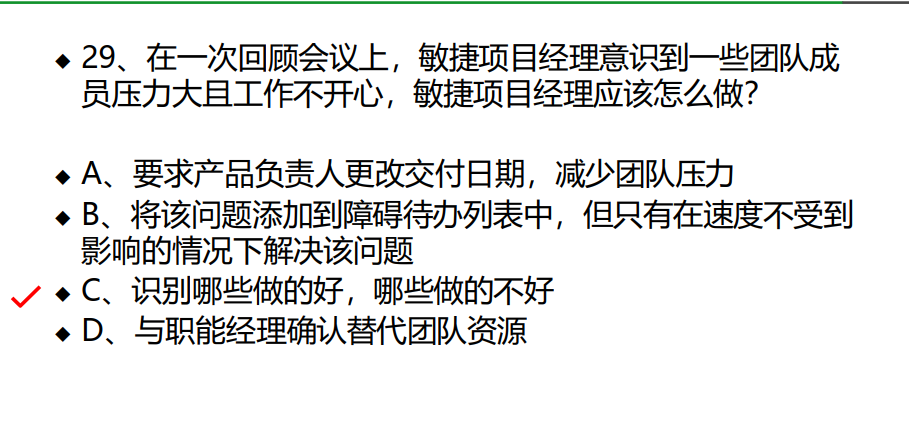 ◆ 29、在一次回顾会议上，敏捷项目经理意识到一些团队成
员压力大且工作不开心，敏捷项目经理应该怎么做？
◆ A、要求产品负责人更改交付日期，减少团队压力
◆ B、将该问题添加到障碍待办列表中，但只有在速度不受到
影响的情况下解决该问题
◆ C、识别哪些做的好，哪些做的不好
◆ D、与职能经理确认替代团队资源